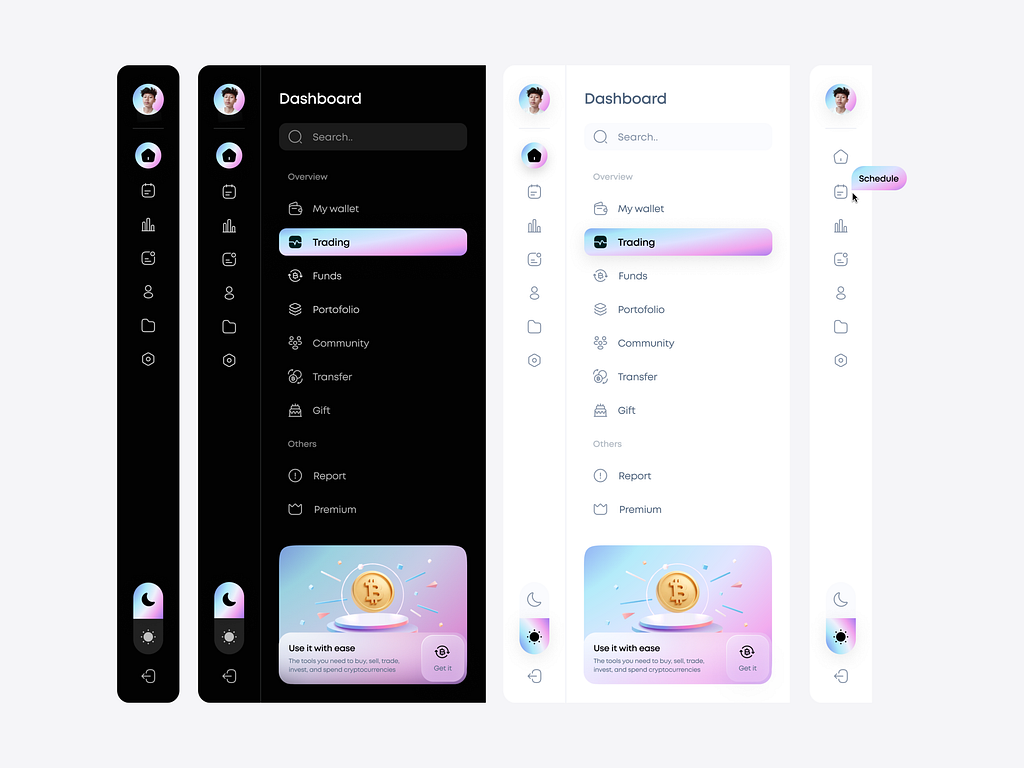 Dashboard
Search..
Overview
My wallet
Trading
Funds
Portofolio
Community
Transfer
Gift
Others
Report
Premium
Use it with ease
The tools you need to buy, sell, trade,
invest, and spend cryptocurrencies
Get it
Dashboard
Search..
Overview
My wallet
Trading
Funds
Portofolio
Community
Transfer
Gift
Others
Report
Premium
Use it with ease
The tools you need to buy, sell, trade,
invest, and spend cryptocurrencies
Get it
Schedule